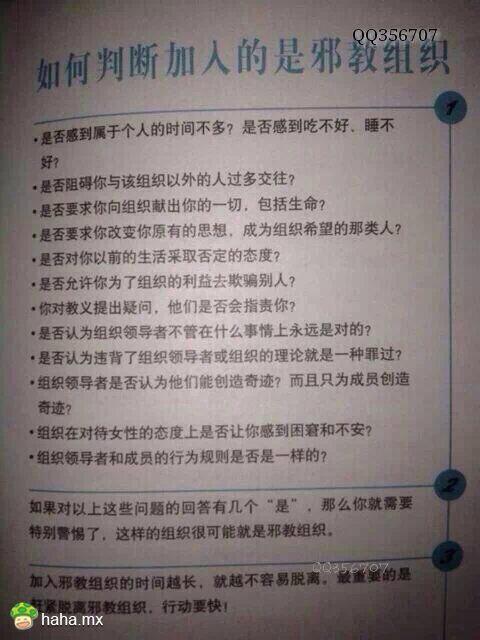 QQ356707
如何判断加入的是邪教组织
1
·是否感到属于个人的时间不多？是否感到吃不好、睡不
好？
·是否阻碍你与该组织以外的人过多交往？
·是否要求你向组织献出你的一切，包括生命？
·是否要求你改变你原有的思想，成为组织希望的那类人？
·是否对你以前的生活采取否定的态度？
·是否允许你为了组织的利益去欺骗别人？
·你对教义提出疑问，他们是否会指责你？
·是否认为组织领导者不管在什么事情上永远是对的？
·是否认为违背了组织领导者或组织的理论就是一种罪过？
·组织领导者是否认为他们能创造奇迹？而且只为成员创造
奇迹？
·组织在对待女性的态度上是否让你感到困窘和不安？
·组织领导者和成员的行为规则是否是一样的？
2
如果对以上这些问题的回答有几个“是”，那么你就需要
特别警惕了，这样的组织很可能就是邪教组织。
QQ356707
3
加入邪教组织的时间越长，就越不容易脱离。最重要的是
赶紧脱离邪教组织，行动要快！
haha.mx